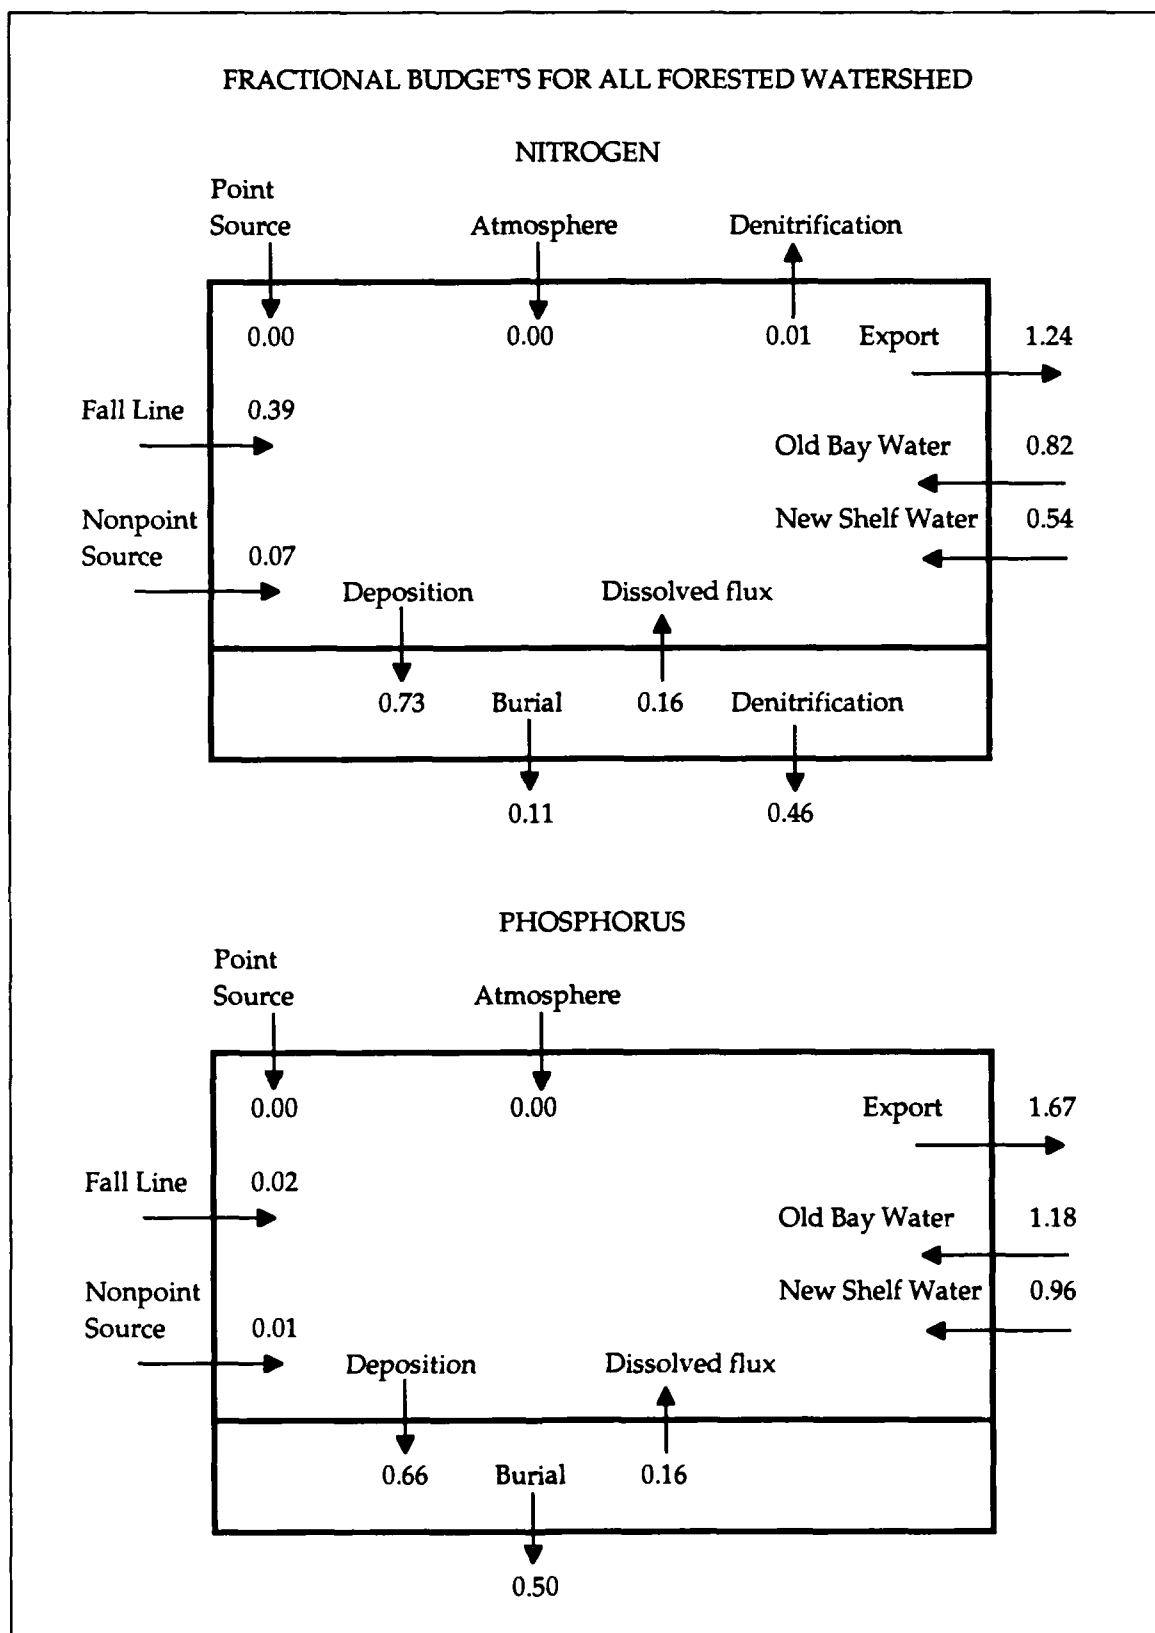 FRACTIONAL BUDGETS FOR ALL FORESTED WATERSHED
NITROGEN
Point
Source
Atmosphere
Denitrification
0.00
0.00
0.01
Export
1.24
Fall Line
0.39
Old Bay Water
0.82
New Shelf Water
0.54
Nonpoint
Source
0.07
Deposition
Dissolved flux
0.73
Burial
0.16
Denitrification
0.11
0.46
PHOSPHORUS
Point
Source
Atmosphere
0.00
0.00
Export
1.67
Fall Line
0.02
Old Bay Water
1.18
New Shelf Water
0.96
Nonpoint
Source
0.01
Deposition
Dissolved flux
0.66
Burial
0.16
0.50